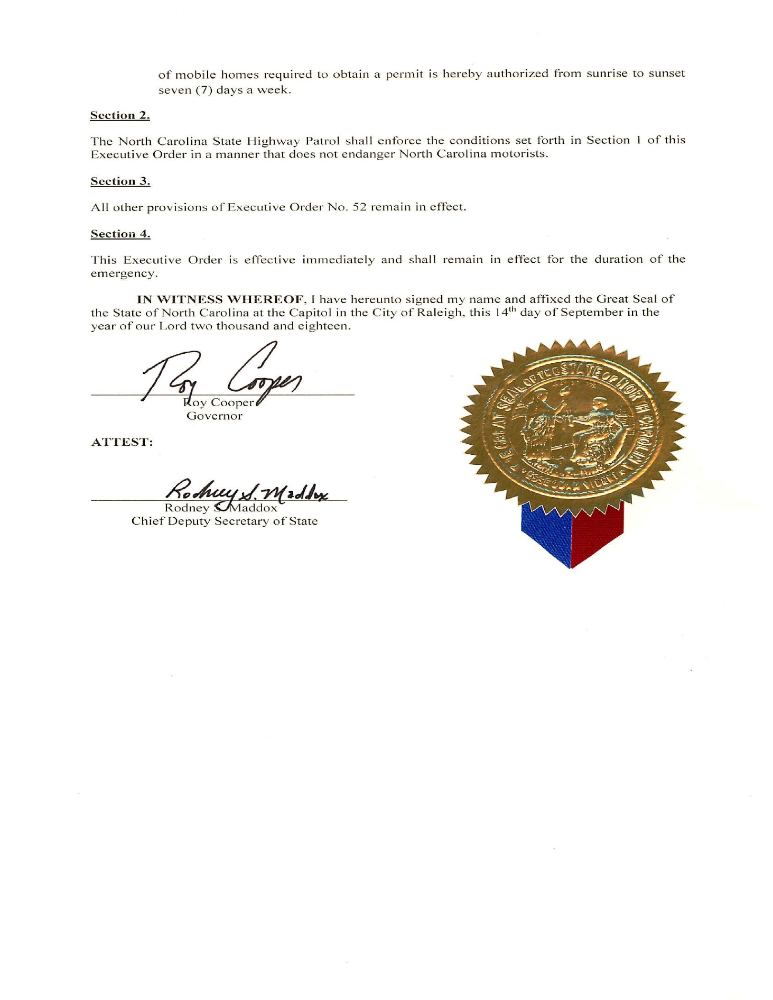 of mobile homes required to obtain a permit is hereby authorized from sunrise to sunset
seven (7) days a week.
Section 2.
The North Carolina State Highway Patrol shall enforce the conditions set forth in Section 1 of this
Executive Order in a manner that does not endanger North Carolina motorists.
Section 3.
All other provisions of Executive Order No. 52 remain in effect.
Section 4.
This Executive Order is effective immediately and shall remain in effect for the duration of the
emergency.
IN WITNESS WHEREOF, I have hereunto signed my name and affixed the Great Seal of
the State of North Carolina at the Capitol in the City of Raleigh, this 14th day of September in the
year of our Lord two thousand and eighteen.
Roy Cooper
Roy Cooper
Governor
ATTEST:
Rodney S. Maddox
Rodney S. Maddox
Chief Deputy Secretary of State
THE GREAT SEAL OF THE STATE OF NORTH CAROLINA
ESSE QUAM VIDERI